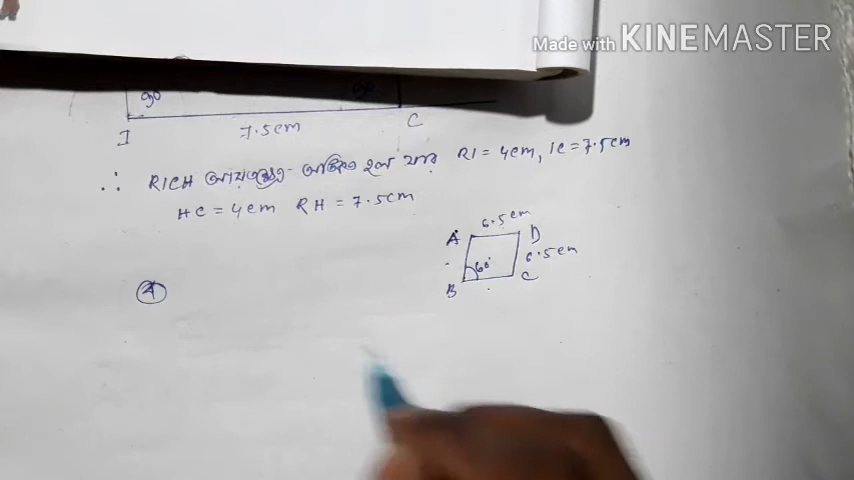 Made with KINEMASTER
90 90
7.5cm
I C
∴ RICH আয়তক্ষেত্র অঙ্কিত হল যার RI = 4cm, IC = 7.5cm
HC = 4cm RH = 7.5cm
6.5cm
A D
60° 6.5cm
B C
4